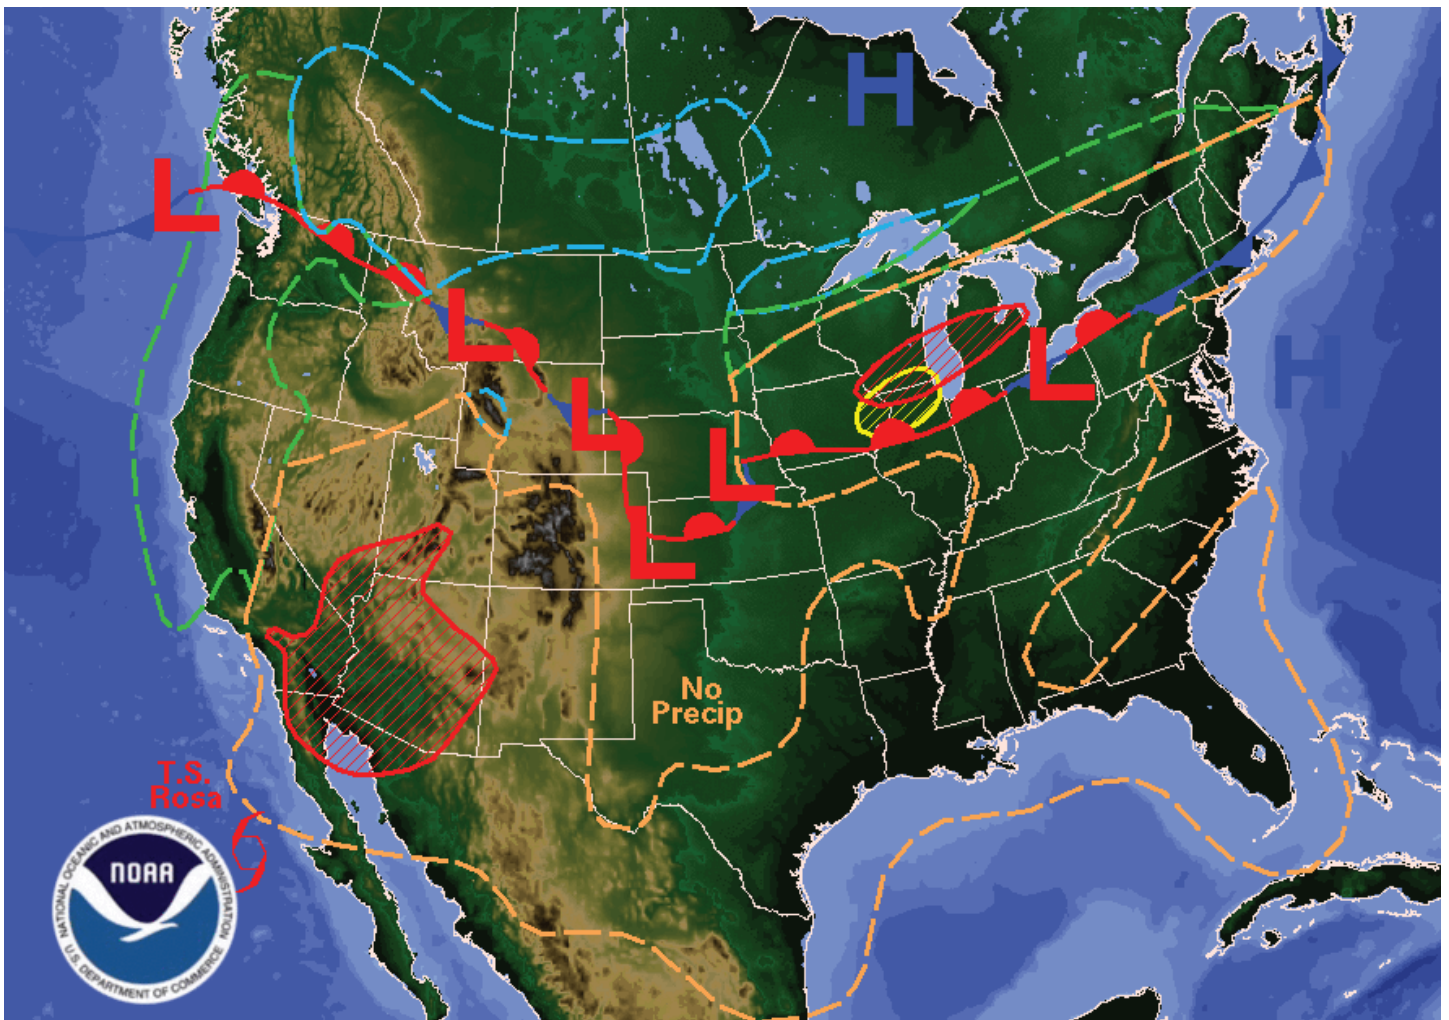 H
L
L
H
L
L
L
L
No
Precip
T.S.
Rosa
NATIONAL OCEANIC AND ATMOSPHERIC ADMINISTRATION
NOAA
U.S. DEPARTMENT OF COMMERCE